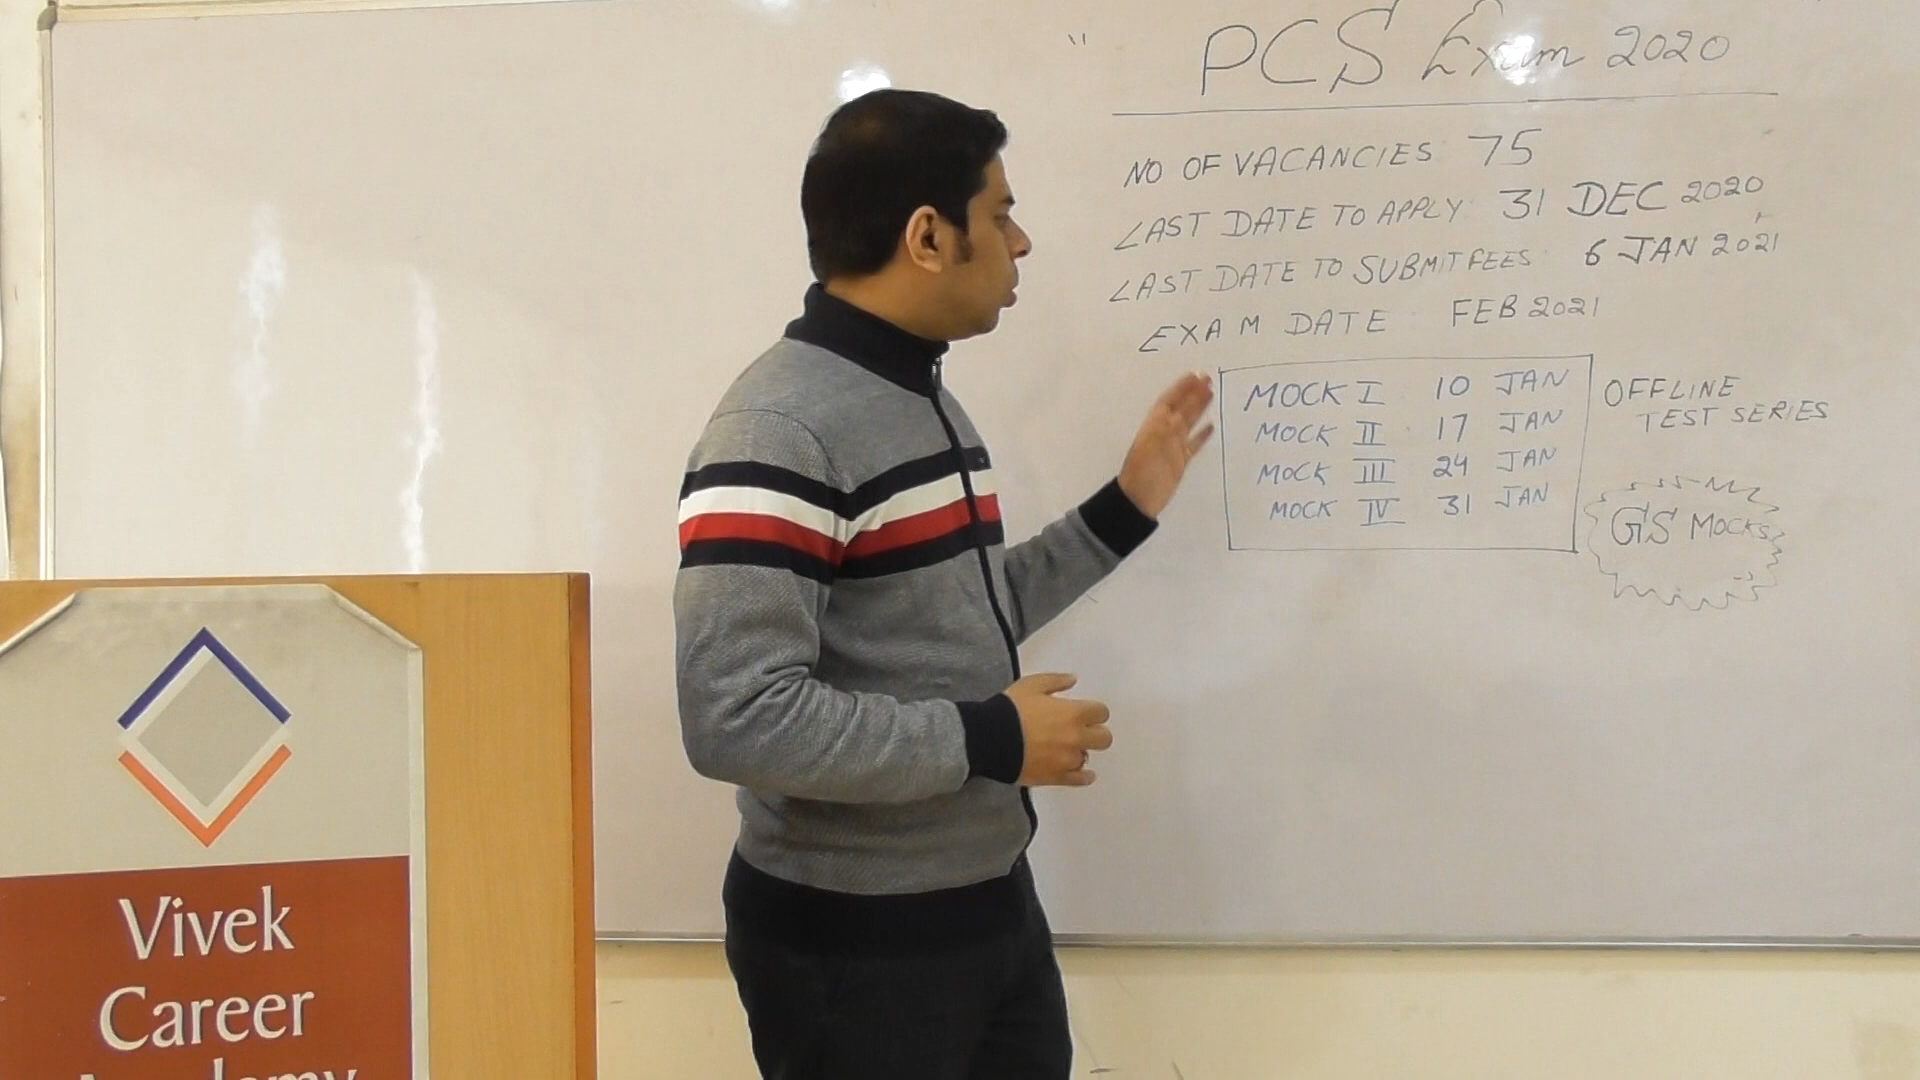 " PCS Exam 2020
NO OF VACANCIES 75
LAST DATE TO APPLY 31 DEC 2020
LAST DATE TO SUBMIT FEES 6 JAN 2021
EXAM DATE FEB 2021
MOCK I 10 JAN
MOCK II 17 JAN
MOCK III 24 JAN
MOCK IV 31 JAN
OFFLINE
TEST SERIES
GS MOCKS
Vivek
Career
Academy